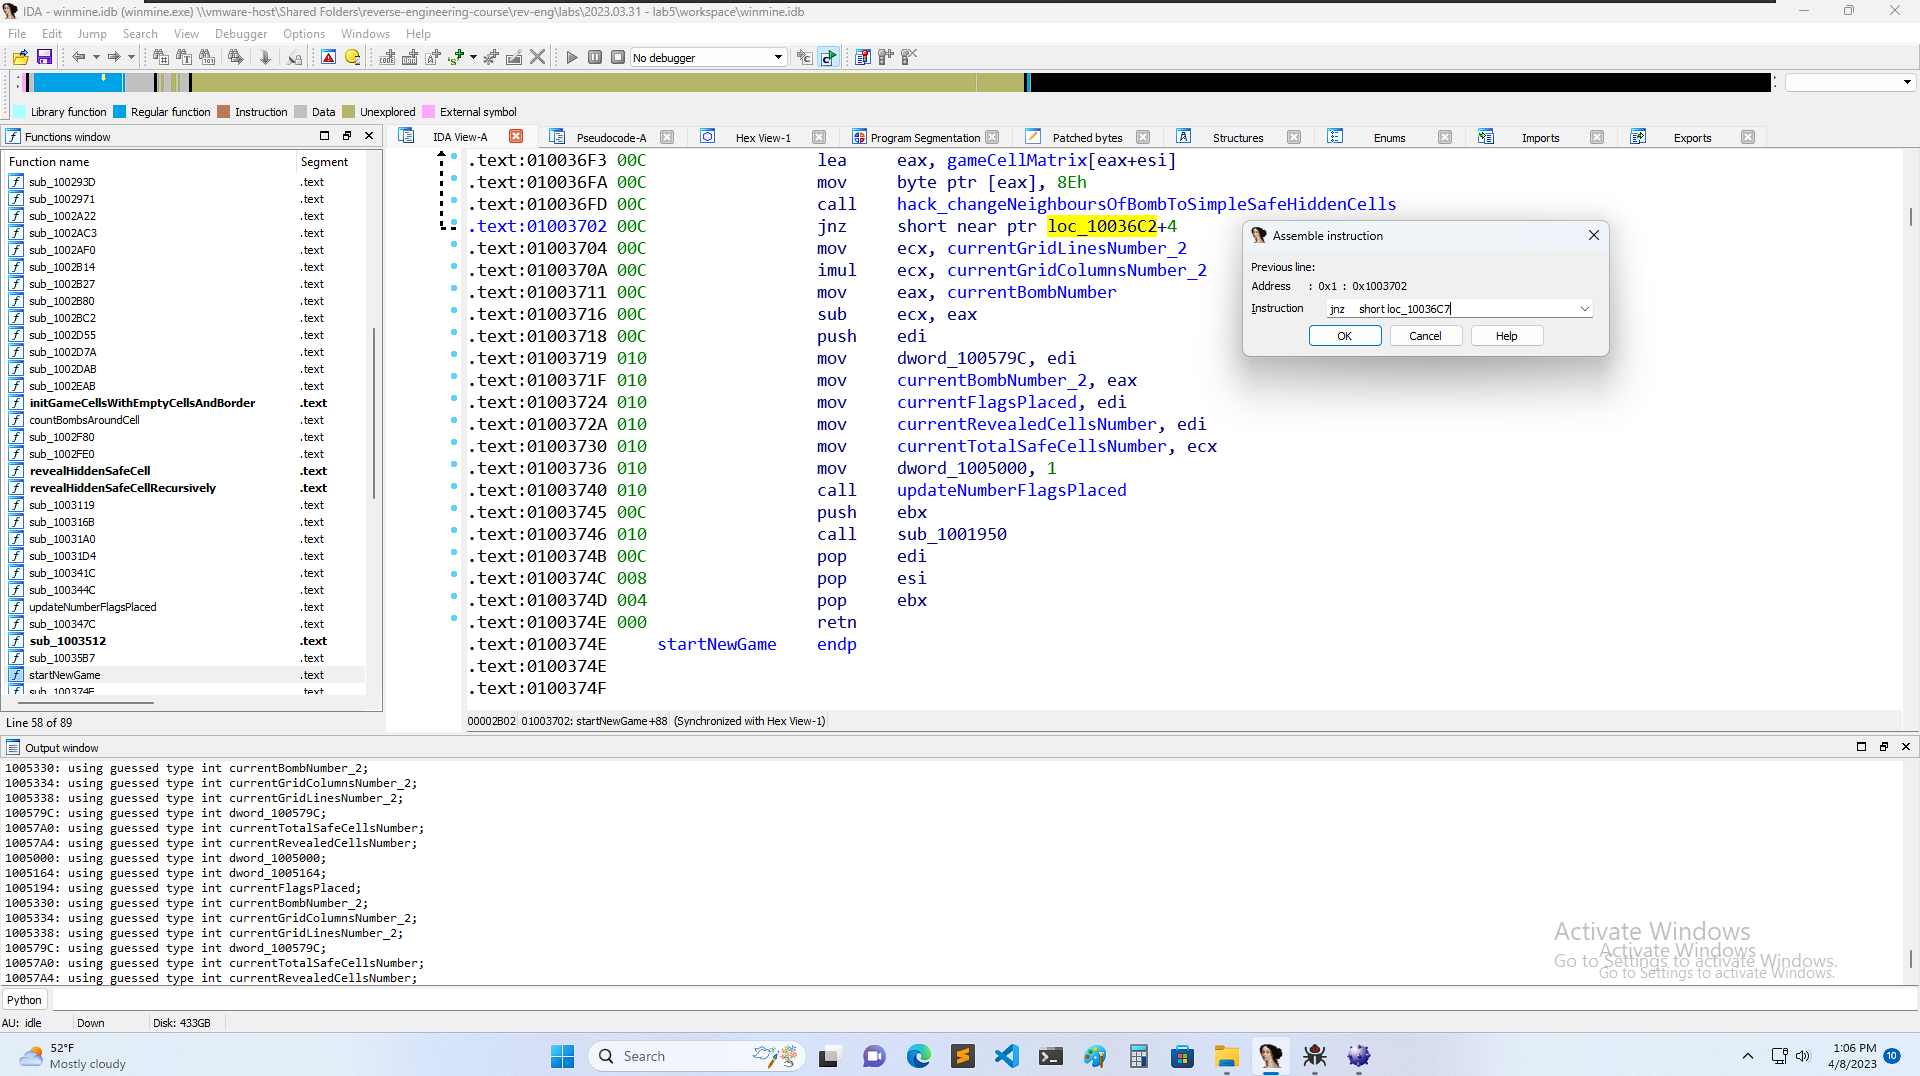 IDA - winmine.idb (winmine.exe) \\vmware-host\Shared Folders\reverse-engineering-course\rev-eng\labs\2023.03.31 - lab5\workspace\winmine.idb
File Edit Jump Search View Debugger Options Windows Help
No debugger
Library function Regular function Instruction Data Unexplored External symbol
Functions window
IDA View-A Pseudocode-A Hex View-1 Program Segmentation Patched bytes Structures Enums Imports Exports
Function name Segment
sub_100293D .text
sub_1002971 .text
sub_1002A22 .text
sub_1002AC3 .text
sub_1002AF0 .text
sub_1002B14 .text
sub_1002B27 .text
sub_1002B80 .text
sub_1002BC2 .text
sub_1002D55 .text
sub_1002D7A .text
sub_1002DAB .text
sub_1002EAB .text
initGameCellsWithEmptyCellsAndBorder .text
countBombsAroundCell .text
sub_1002F80 .text
sub_1002FE0 .text
revealHiddenSafeCell .text
revealHiddenSafeCellRecursively .text
sub_1003119 .text
sub_100316B .text
sub_10031A0 .text
sub_10031D4 .text
sub_100341C .text
sub_100344C .text
updateNumberFlagsPlaced .text
sub_100347C .text
sub_1003512 .text
sub_10035B7 .text
startNewGame .text
sub_100374F .text
Line 58 of 89
.text:010036F3 00C lea eax, gameCellMatrix[eax+esi]
.text:010036FA 00C mov byte ptr [eax], 8Eh
.text:010036FD 00C call hack_changeNeighboursOfBombToSimpleSafeHiddenCells
.text:01003702 00C jnz short near ptr loc_10036C2+4
.text:01003704 00C mov ecx, currentGridLinesNumber_2
.text:0100370A 00C imul ecx, currentGridColumnsNumber_2
.text:01003711 00C mov eax, currentBombNumber
.text:01003716 00C sub ecx, eax
.text:01003718 00C push edi
.text:01003719 010 mov dword_100579C, edi
.text:0100371F 010 mov currentBombNumber_2, eax
.text:01003724 010 mov currentFlagsPlaced, edi
.text:0100372A 010 mov currentRevealedCellsNumber, edi
.text:01003730 010 mov currentTotalSafeCellsNumber, ecx
.text:01003736 010 mov dword_1005000, 1
.text:01003740 010 call updateNumberFlagsPlaced
.text:01003745 00C push ebx
.text:01003746 010 call sub_1001950
.text:0100374B 00C pop edi
.text:0100374C 008 pop esi
.text:0100374D 004 pop ebx
.text:0100374E 000 retn
.text:0100374E startNewGame endp
.text:0100374E
.text:0100374F
00002B02 01003702: startNewGame+88 (Synchronized with Hex View-1)
Assemble instruction
Previous line:
Address : 0x1 : 0x1003702
Instruction jnz short loc_10036C7
OK Cancel Help
Output window
1005330: using guessed type int currentBombNumber_2;
1005334: using guessed type int currentGridColumnsNumber_2;
1005338: using guessed type int currentGridLinesNumber_2;
100579C: using guessed type int dword_100579C;
10057A0: using guessed type int currentTotalSafeCellsNumber;
10057A4: using guessed type int currentRevealedCellsNumber;
1005000: using guessed type int dword_1005000;
1005164: using guessed type int dword_1005164;
1005194: using guessed type int currentFlagsPlaced;
1005330: using guessed type int currentBombNumber_2;
1005334: using guessed type int currentGridColumnsNumber_2;
1005338: using guessed type int currentGridLinesNumber_2;
100579C: using guessed type int dword_100579C;
10057A0: using guessed type int currentTotalSafeCellsNumber;
10057A4: using guessed type int currentRevealedCellsNumber;
Activate Windows
Go to Settings to activate Windows.
Activate Windows
Go to Settings to activate Windows.
Python
AU: idle Down Disk: 433GB
52°F
Mostly cloudy
Search
1:06 PM
4/8/2023
10